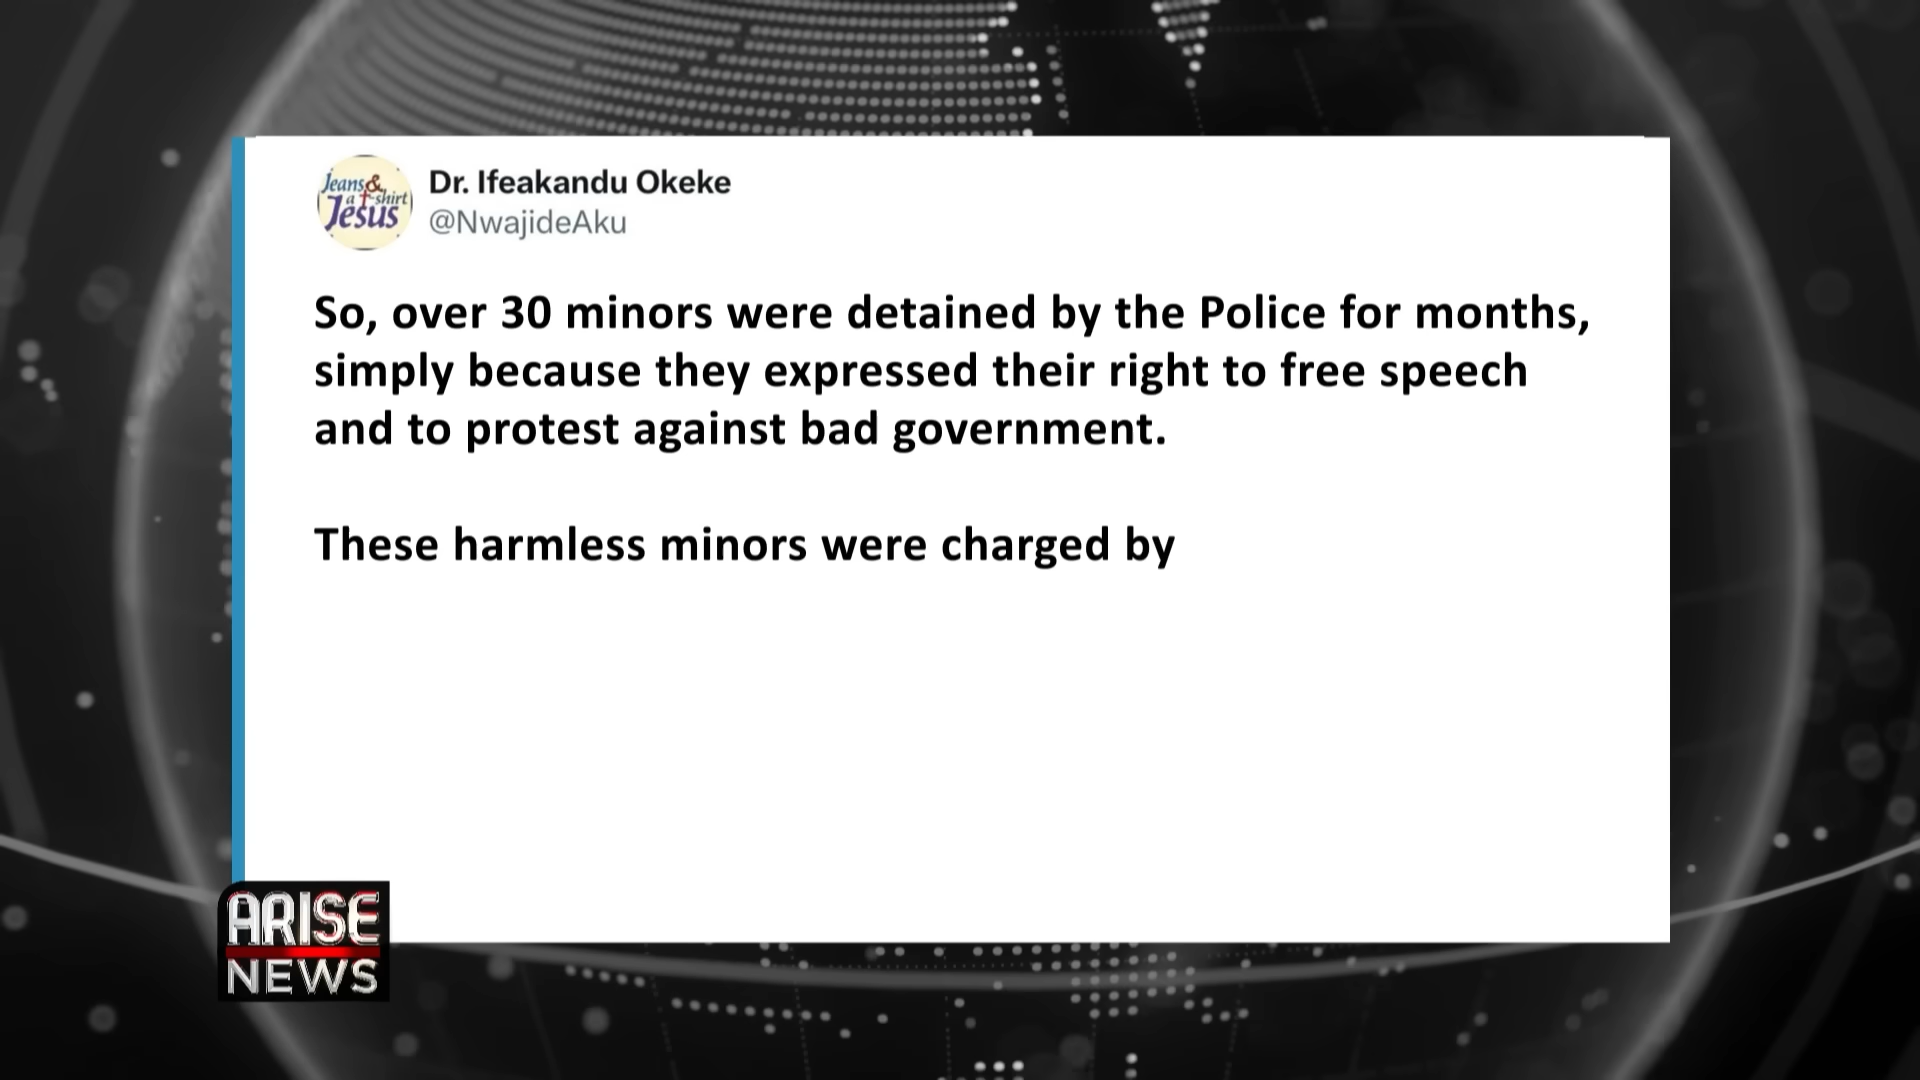 Jeans&
a t-shirt
Jesus
Dr. Ifeakandu Okeke
@NwajideAku
So, over 30 minors were detained by the Police for months,
simply because they expressed their right to free speech
and to protest against bad government.
These harmless minors were charged by
ARISE
NEWS